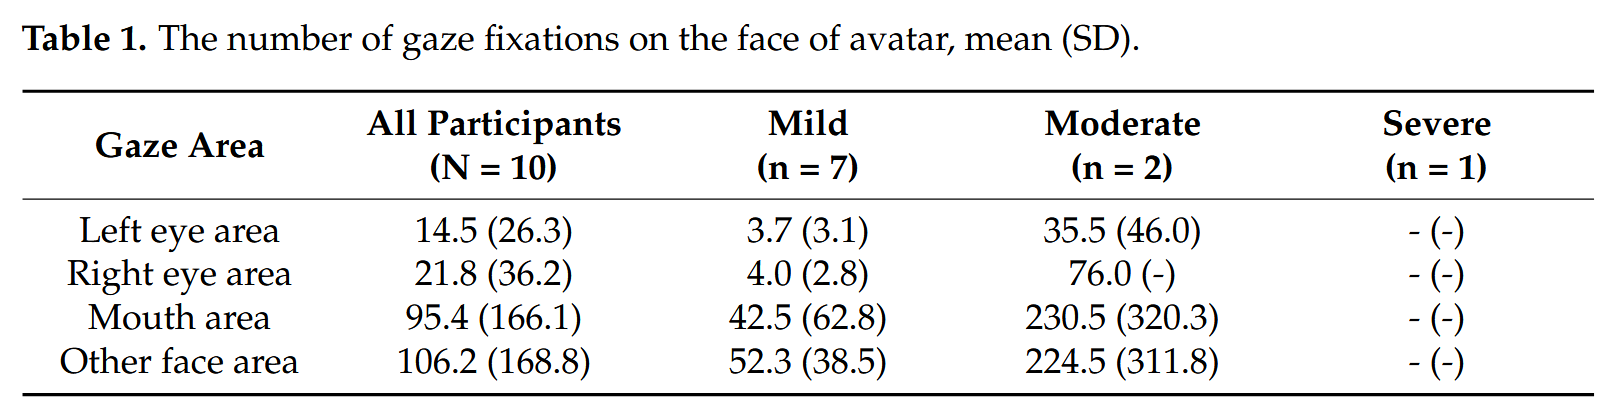 Table 1. The number of gaze fixations on the face of avatar, mean (SD).
Gaze Area All Participants (N = 10) Mild (n = 7) Moderate (n = 2) Severe (n = 1)
Left eye area 14.5 (26.3) 3.7 (3.1) 35.5 (46.0) - (-)
Right eye area 21.8 (36.2) 4.0 (2.8) 76.0 (-) - (-)
Mouth area 95.4 (166.1) 42.5 (62.8) 230.5 (320.3) - (-)
Other face area 106.2 (168.8) 52.3 (38.5) 224.5 (311.8) - (-)